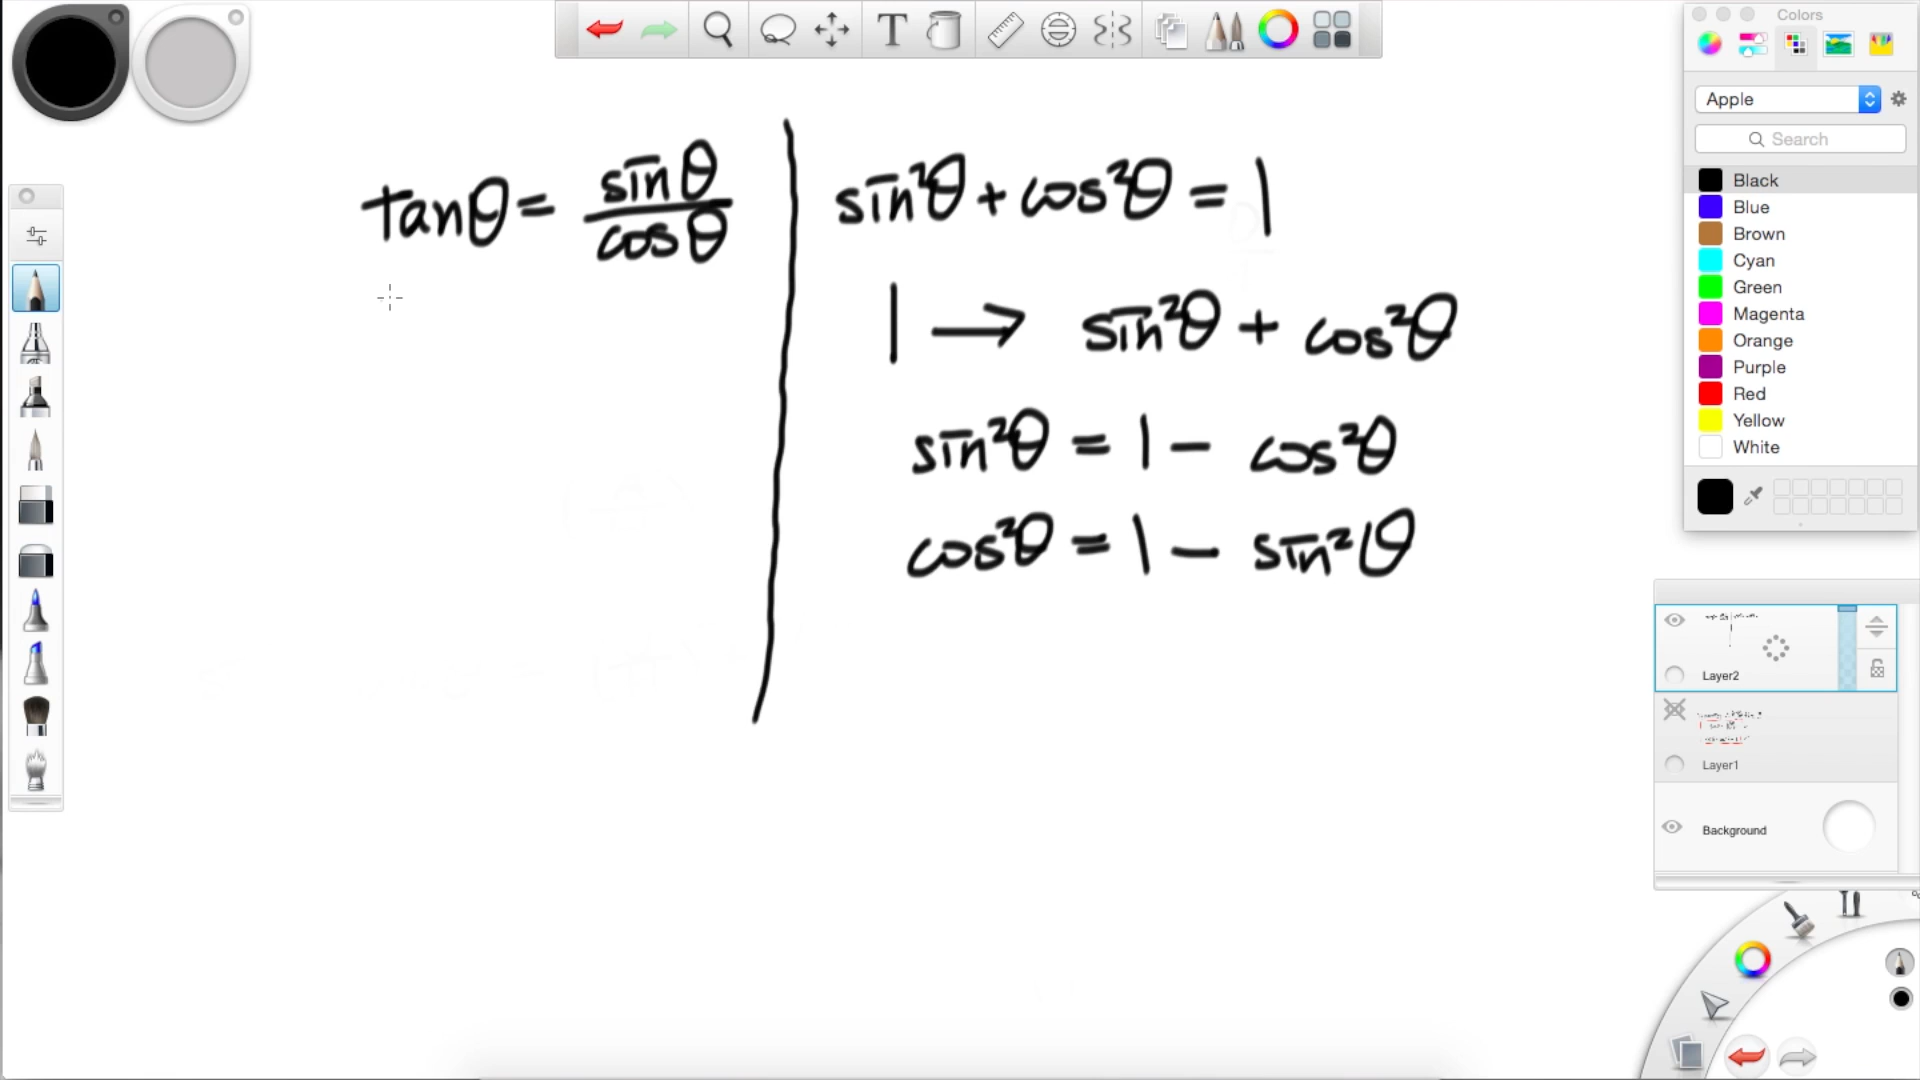 tanθ = sinθ/cosθ
sin²θ + cos²θ = 1
1 → sin²θ + cos²θ
sin²θ = 1 − cos²θ
cos²θ = 1 − sin²θ
T
Colors
Apple
Search
Black
Blue
Brown
Cyan
Green
Magenta
Orange
Purple
Red
Yellow
White
Layer2
Layer1
Background